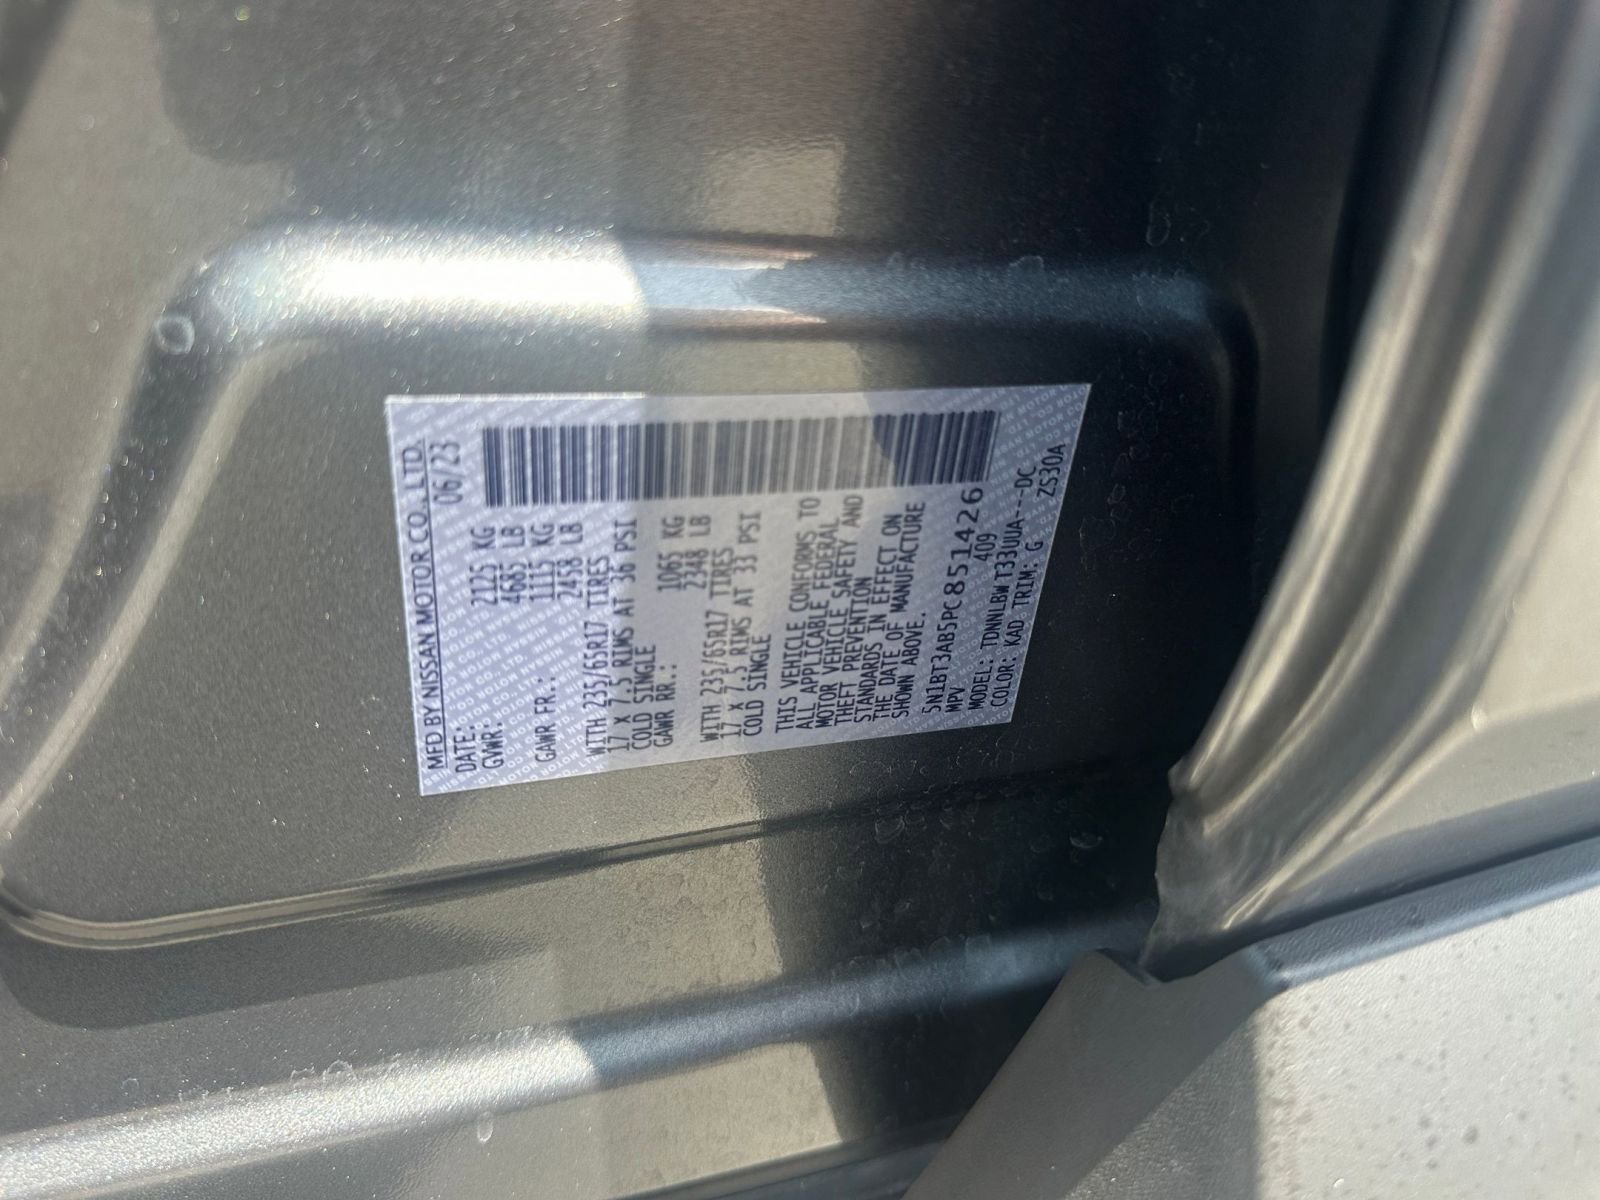 MFD BY NISSAN MOTOR CO., LTD.
DATE: 06/23
GVWR: 2125 KG
4685 LB
GAWR FR.: 1115 KG
2458 LB
WITH 235/65R17 TIRES
17 X 7.5 RIMS AT 36 PSI
COLD SINGLE
GAWR RR.: 1065 KG
2348 LB
WITH 235/65R17 TIRES
17 X 7.5 RIMS AT 33 PSI
COLD SINGLE
THIS VEHICLE CONFORMS TO
ALL APPLICABLE FEDERAL
MOTOR VEHICLE SAFETY AND
THEFT PREVENTION
STANDARDS IN EFFECT ON
THE DATE OF MANUFACTURE
SHOWN ABOVE.
5N1BT3AB5PC851426
MPV 409
MODEL: TDNNLBWT33UUA---DC
COLOR: KAD TRIM: G ZS30A